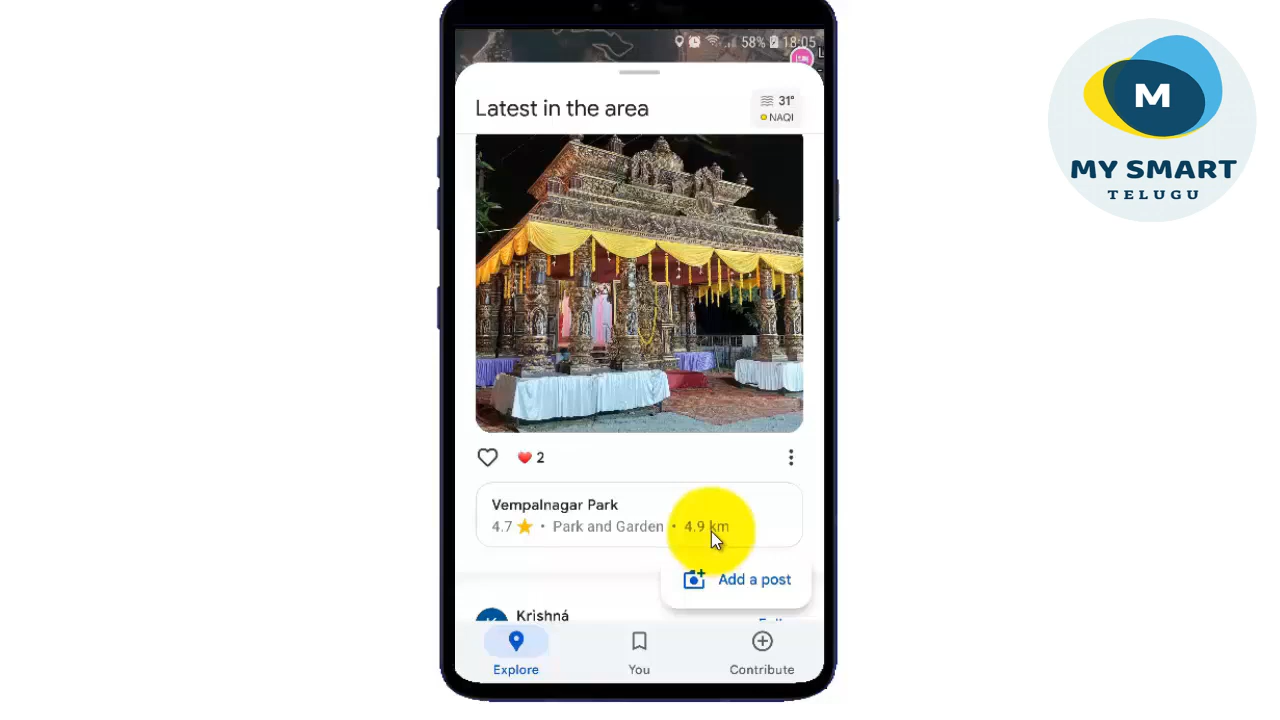 58% 18:05
Latest in the area
31°
NAQI
2
Vempalnagar Park
4.7 ★ · Park and Garden · 4.9 km
Add a post
Krishná
Explore
You
Contribute
M
MY SMART
TELUGU